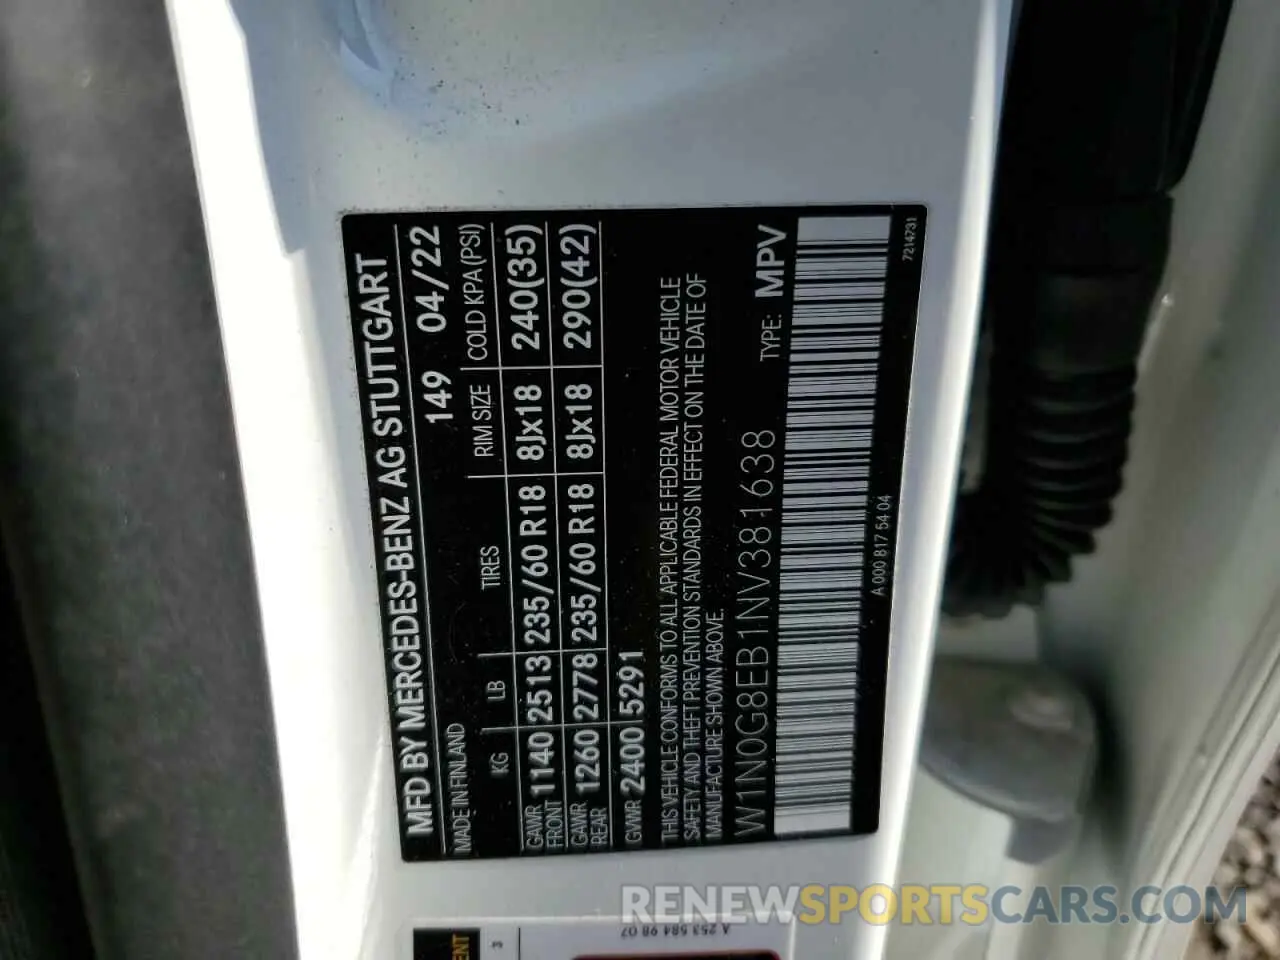 MFD BY MERCEDES-BENZ AG STUTTGART
MADE IN FINLAND 149 04/22
KG LB TIRES RIM SIZE COLD KPA (PSI)
GAWR FRONT 1140 2513 235/60 R18 8Jx18 240(35)
GAWR REAR 1260 2778 235/60 R18 8Jx18 290(42)
GVWR 2400 5291
THIS VEHICLE CONFORMS TO ALL APPLICABLE FEDERAL MOTOR VEHICLE
SAFETY AND THEFT PREVENTION STANDARDS IN EFFECT ON THE DATE OF
MANUFACTURE SHOWN ABOVE.
W1N0G8EB1NV381638 TYPE: MPV
A 000 817 54 04 7214731
A 253 584 98 07
RENEWSPORTSCARS.COM